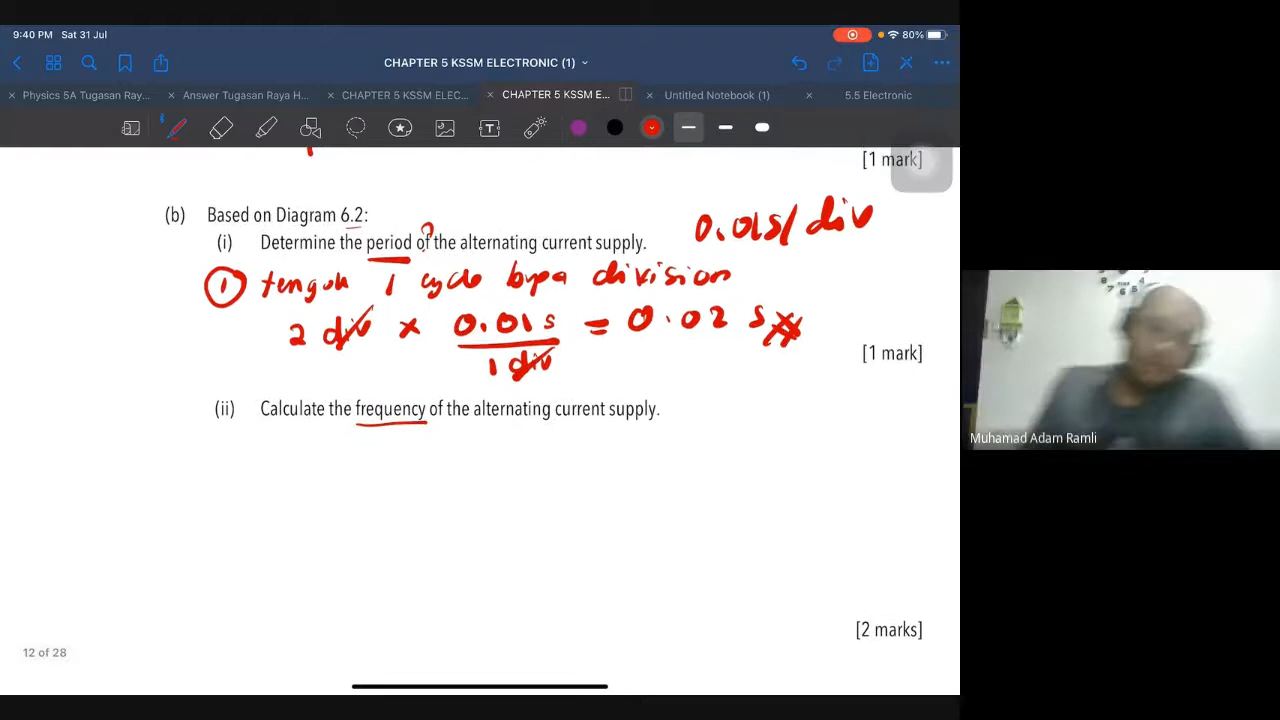 9:40 PM Sat 31 Jul
80%
CHAPTER 5 KSSM ELECTRONIC (1)
Physics 5A Tugasan Ray...
Answer Tugasan Raya H...
CHAPTER 5 KSSM ELEC...
CHAPTER 5 KSSM E...
Untitled Notebook (1)
5.5 Electronic
[1 mark]
(b) Based on Diagram 6.2:
0.01s/div
(i) Determine the period of the alternating current supply.
?
1 tengok 1 cycle brpa division
2 div × 0.01s / 1 div = 0.02 s
[1 mark]
(ii) Calculate the frequency of the alternating current supply.
[2 marks]
12 of 28
Muhamad Adam Ramli